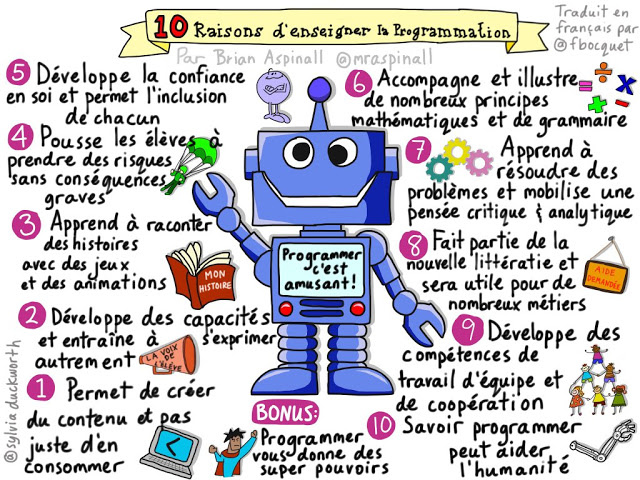 10 Raisons d'enseigner la Programmation
Par Brian Aspinall @mraspinall
Traduit en
français par
@fbocquet
5 Développe la confiance
en soi et permet l'inclusion
de chacun
4 Pousse les élèves à
prendre des risques
sans conséquences
graves
3 Apprend à raconter
des histoires
avec des jeux
et des animations
MON
HISTOIRE
2 Développe des capacités
et entraîne à s'exprimer
autrement
LA VOIX
DE
L'ÉLÈVE
1 Permet de créer
du contenu et pas
juste d'en
consommer
<
@sylvia duckworth
Programmer
c'est
amusant!
BONUS:
Programmer
vous donne des
super pouvoirs
6 Accompagne et illustre
de nombreux principes
mathématiques et de grammaire
= ÷ x + -
7 Apprend à
résoudre des
problèmes et mobilise une
pensée critique & analytique
8 Fait partie de la
nouvelle littératie et
sera utile pour de
nombreux métiers
AIDE
DEMANDÉE
9 Développe des
compétences de
travail d'équipe et
de coopération
10 Savoir programmer
peut aider
l'humanité